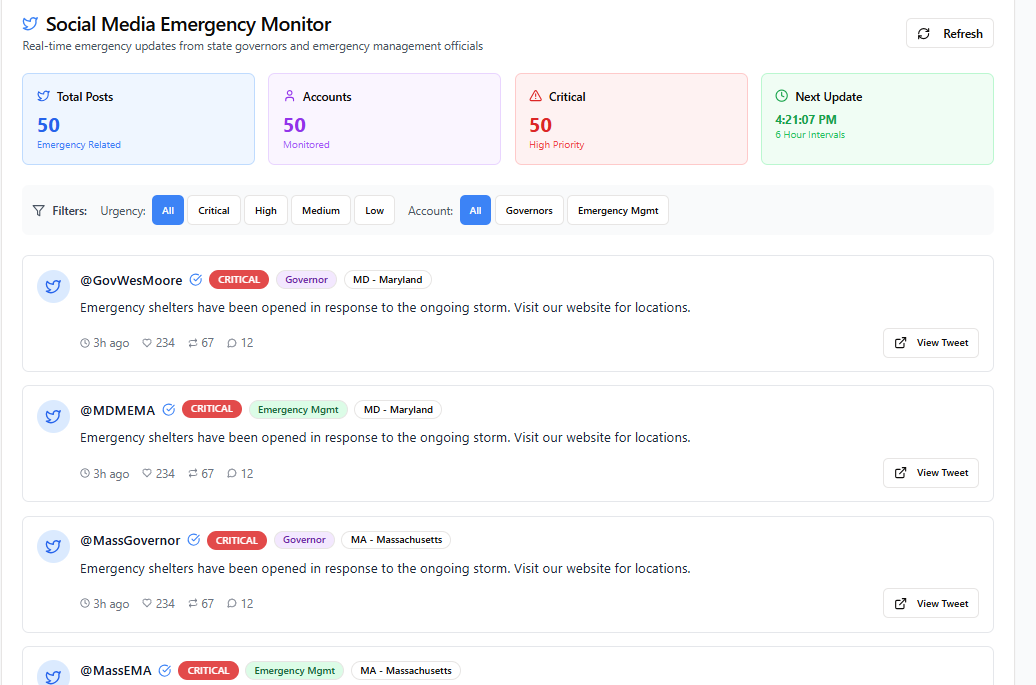 Social Media Emergency Monitor
Real-time emergency updates from state governors and emergency management officials
Refresh
Total Posts
50
Emergency Related
Accounts
50
Monitored
Critical
50
High Priority
Next Update
4:21:07 PM
6 Hour Intervals
Filters: Urgency: All Critical High Medium Low Account: All Governors Emergency Mgmt
@GovWesMoore CRITICAL Governor MD - Maryland
Emergency shelters have been opened in response to the ongoing storm. Visit our website for locations.
3h ago 234 67 12 View Tweet
@MDMEMA CRITICAL Emergency Mgmt MD - Maryland
Emergency shelters have been opened in response to the ongoing storm. Visit our website for locations.
3h ago 234 67 12 View Tweet
@MassGovernor CRITICAL Governor MA - Massachusetts
Emergency shelters have been opened in response to the ongoing storm. Visit our website for locations.
3h ago 234 67 12 View Tweet
@MassEMA CRITICAL Emergency Mgmt MA - Massachusetts